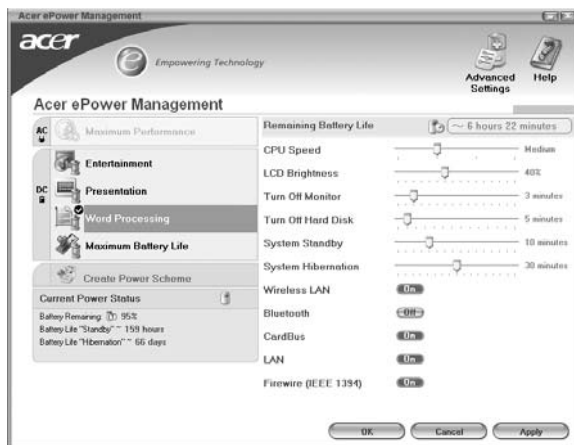 Acer ePower Management
acer
Empowering Technology
Advanced Settings
Help
Acer ePower Management
AC
Maximum Performance
DC
Entertainment
Presentation
Word Processing
Maximum Battery Life
Create Power Scheme
Current Power Status
Battery Remaining: 95%
Battery Life "Standby" ~ 159 hours
Battery Life "Hibernation" ~ 66 days
Remaining Battery Life ~ 6 hours 22 minutes
CPU Speed Medium
LCD Brightness 40%
Turn Off Monitor 3 minutes
Turn Off Hard Disk 5 minutes
System Standby 10 minutes
System Hibernation 30 minutes
Wireless LAN On
Bluetooth Off
CardBus On
LAN On
Firewire (IEEE 1394) On
OK Cancel Apply